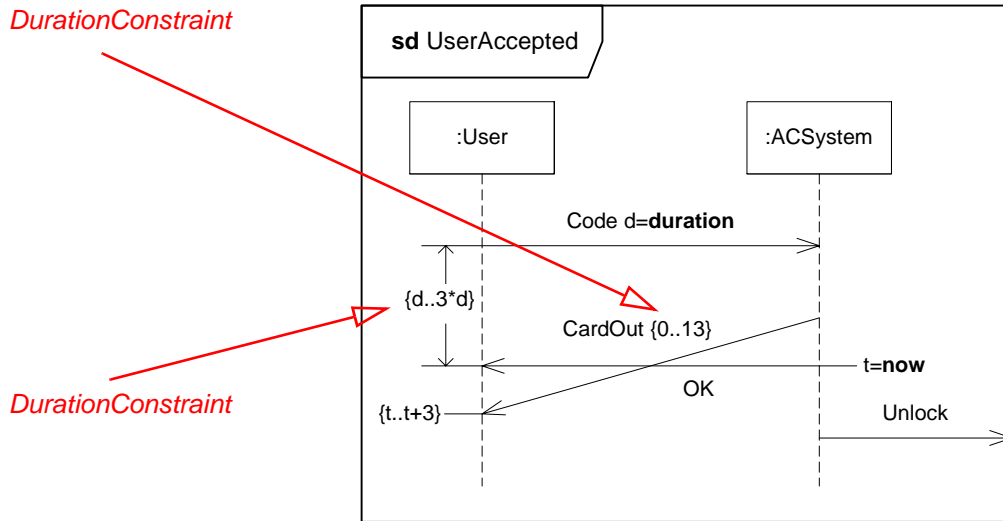 DurationConstraint
sd UserAccepted
:User
:ACSystem
Code d=duration
{d..3*d}
CardOut {0..13}
t=now
OK
DurationConstraint
{t..t+3}
Unlock